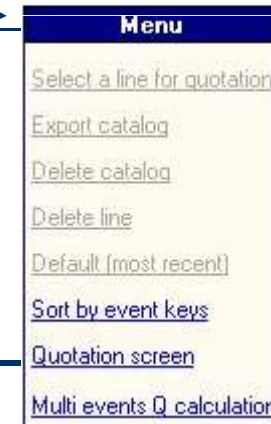 Menu
Select a line for quotation
Export catalog
Delete catalog
Delete line
Default (most recent)
Sort by event keys
Quotation screen
Multi events Q calculation